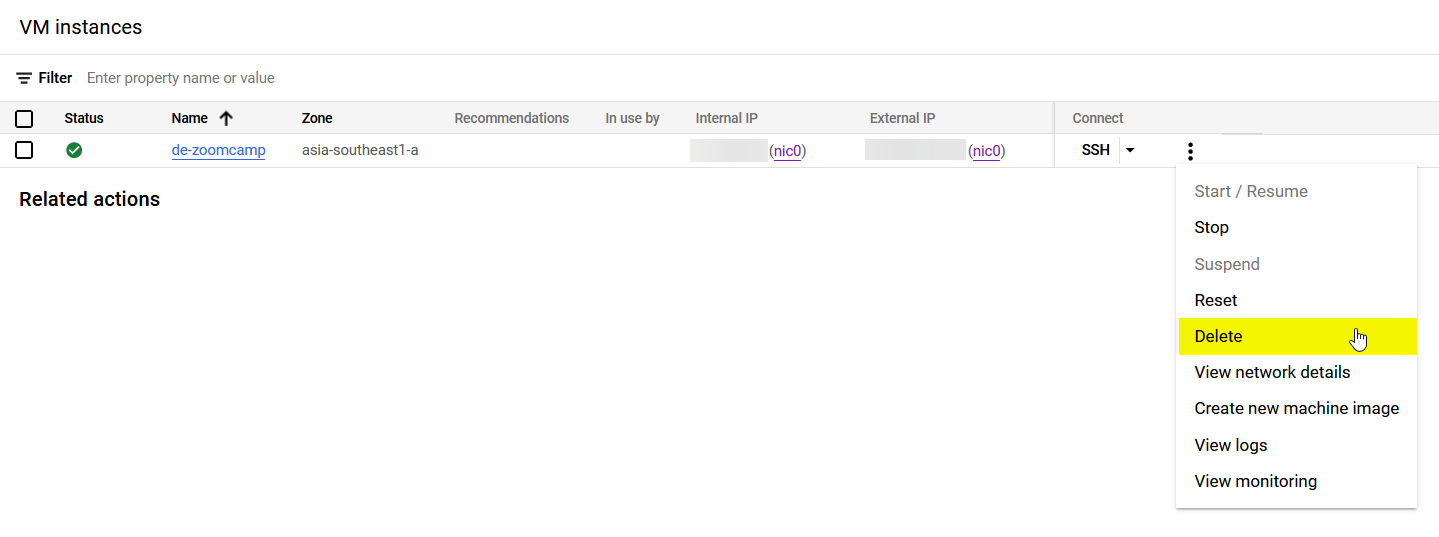 VM instances
Filter Enter property name or value
Status Name Zone Recommendations In use by Internal IP External IP Connect
de-zoomcamp asia-southeast1-a (nic0) (nic0) SSH
Related actions
Start / Resume
Stop
Suspend
Reset
Delete
View network details
Create new machine image
View logs
View monitoring